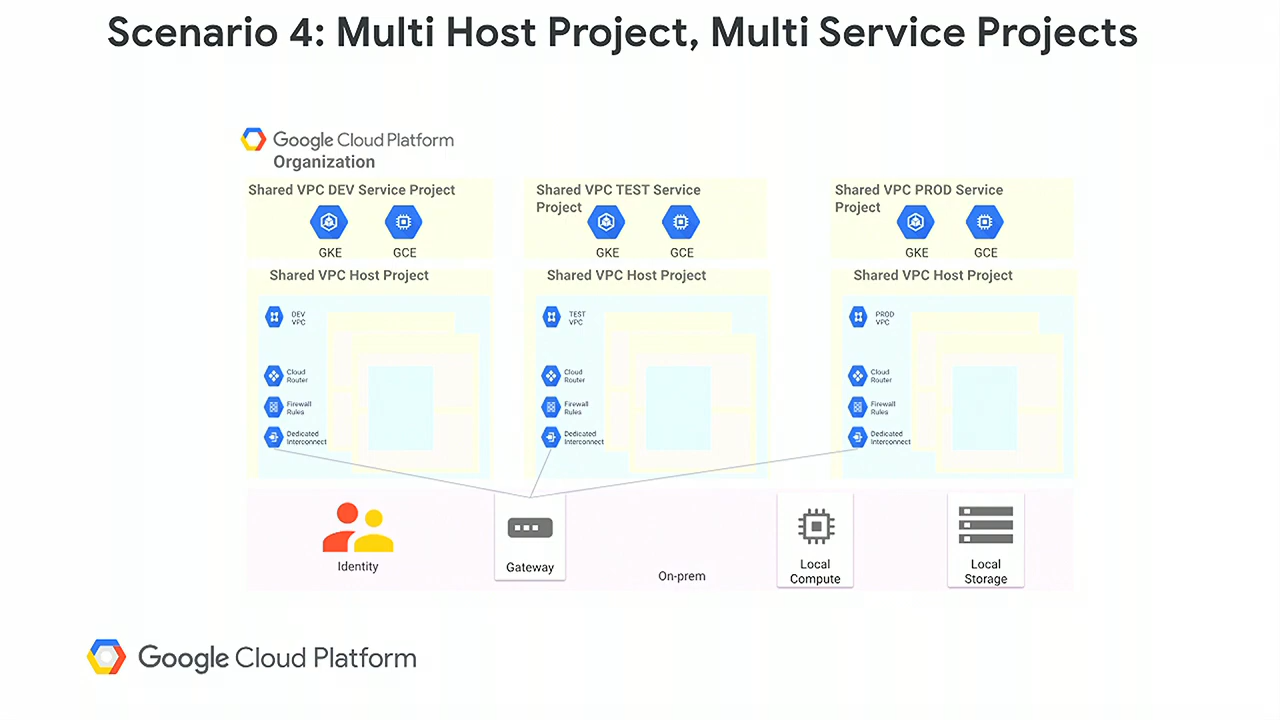 Scenario 4: Multi Host Project, Multi Service Projects
Google Cloud Platform
Organization
Shared VPC DEV Service Project
GKE
GCE
Shared VPC TEST Service
Project
GKE
GCE
Shared VPC PROD Service
Project
GKE
GCE
Shared VPC Host Project
DEV
VPC
Cloud
Router
Firewall
Rules
Dedicated
Interconnect
Shared VPC Host Project
TEST
VPC
Cloud
Router
Firewall
Rules
Dedicated
Interconnect
Shared VPC Host Project
PROD
VPC
Cloud
Router
Firewall
Rules
Dedicated
Interconnect
Identity
Gateway
On-prem
Local
Compute
Local
Storage
Google Cloud Platform